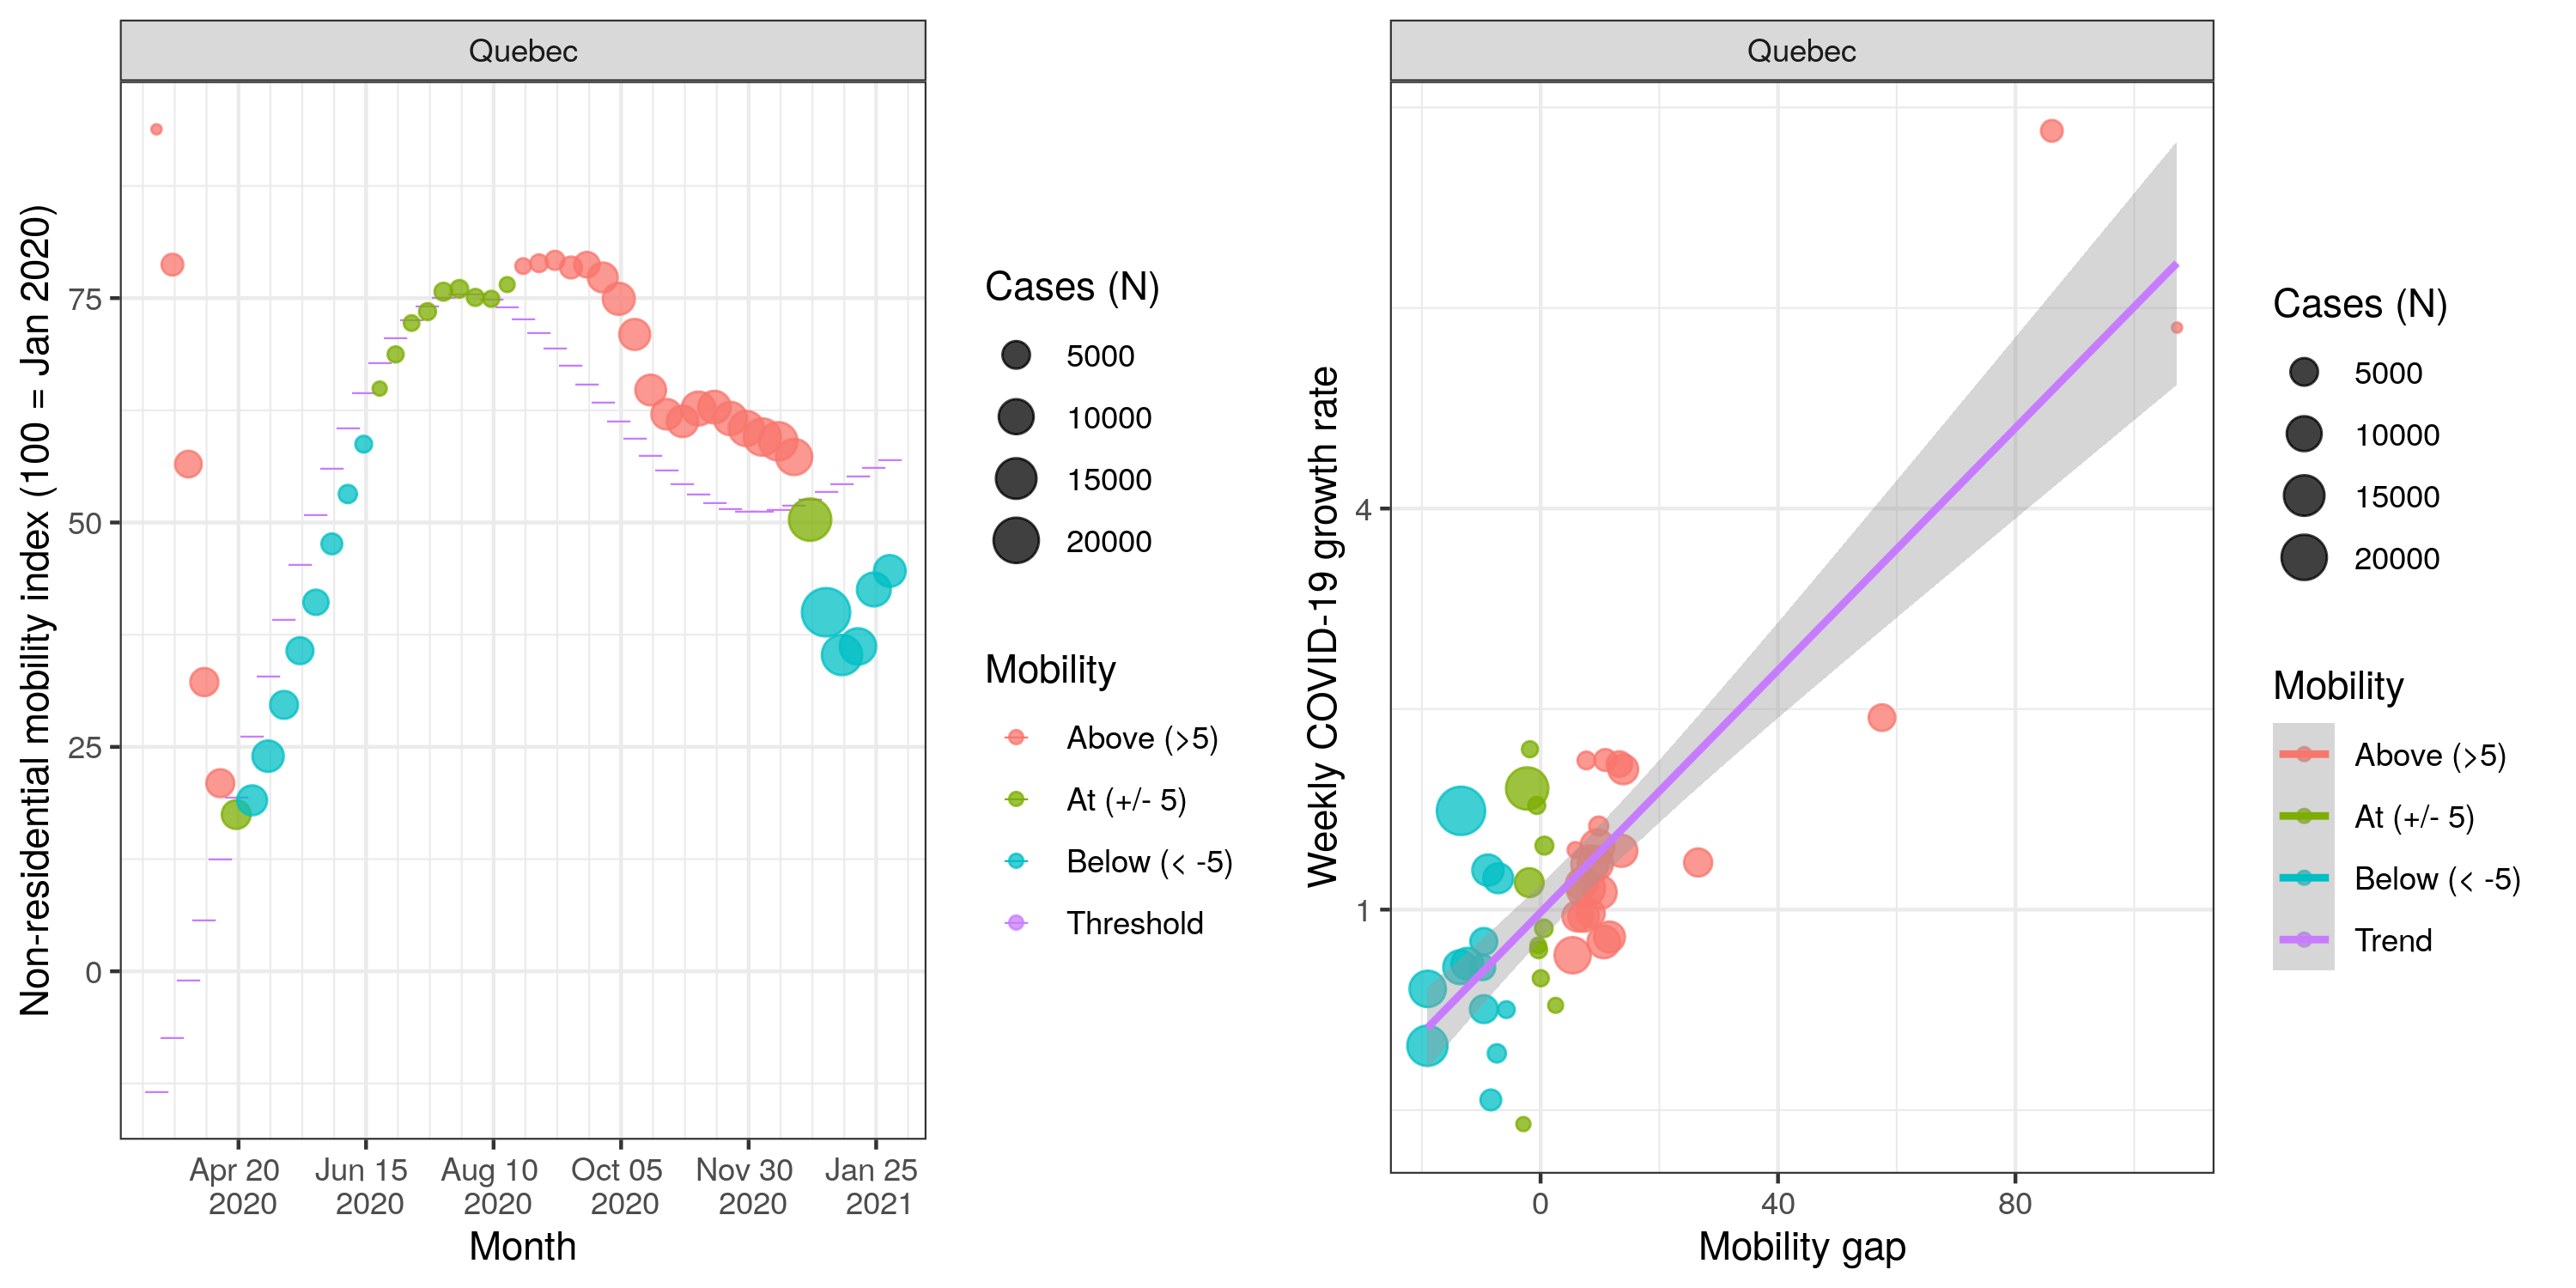 Quebec
Non-residential mobility index (100 = Jan 2020)
75
50
25
0
Apr 20 2020
Jun 15 2020
Aug 10 2020
Oct 05 2020
Nov 30 2020
Jan 25 2021
Month
Cases (N)
5000
10000
15000
20000
Mobility
Above (>5)
At (+/- 5)
Below (< -5)
Threshold
Quebec
Weekly COVID-19 growth rate
4
1
0
40
80
Mobility gap
Cases (N)
5000
10000
15000
20000
Mobility
Above (>5)
At (+/- 5)
Below (< -5)
Trend